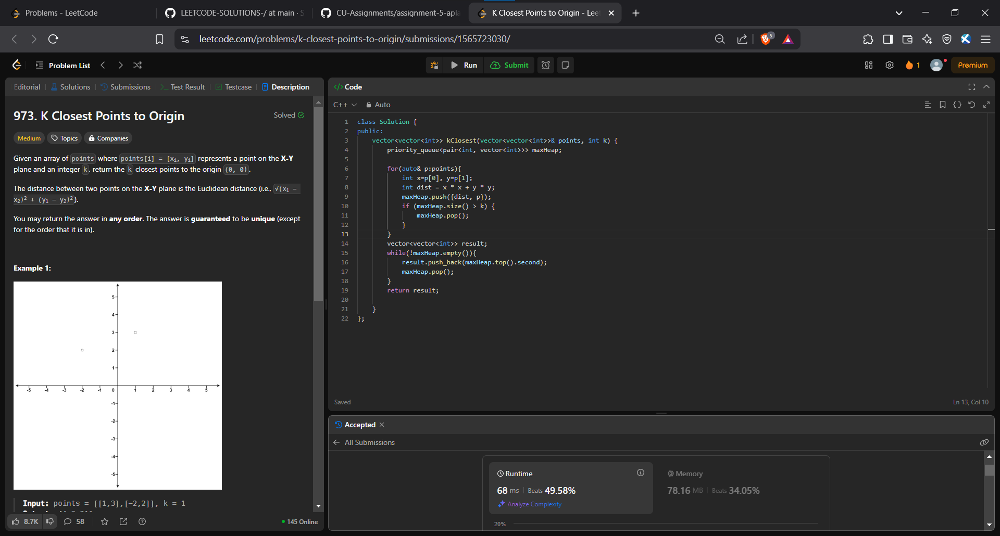 Problems - LeetCode
LEETCODE-SOLUTIONS-/ at main · S
CU-Assignments/assignment-5-apla
K Closest Points to Origin - Lee
leetcode.com/problems/k-closest-points-to-origin/submissions/1565723030/
5
Problem List
Run
Submit
1
Premium
Editorial
Solutions
Submissions
Test Result
Testcase
Description
973. K Closest Points to Origin
Solved
Medium
Topics
Companies
Given an array of points where points[i] = [xi, yi] represents a point on the X-Y
plane and an integer k, return the k closest points to the origin (0, 0).
The distance between two points on the X-Y plane is the Euclidean distance (i.e., √(x1 −
x2)² + (y1 − y2)²).
You may return the answer in any order. The answer is guaranteed to be unique (except
for the order that it is in).
Example 1:
5
4
3
2
1
-5 -4 -3 -2 -1 0 1 2 3 4 5
-1
-2
-3
-4
-5
Input: points = [[1,3],[−2,2]], k = 1
8.7K
58
145 Online
</> Code
C++
Auto
1 class Solution {
2 public:
3 vector<vector<int>> kClosest(vector<vector<int>>& points, int k) {
4 priority_queue<pair<int, vector<int>>> maxHeap;
5
6 for(auto& p:points){
7 int x=p[0], y=p[1];
8 int dist = x * x + y * y;
9 maxHeap.push({dist, p});
10 if (maxHeap.size() > k) {
11 maxHeap.pop();
12 }
13 }
14 vector<vector<int>> result;
15 while(!maxHeap.empty()){
16 result.push_back(maxHeap.top().second);
17 maxHeap.pop();
18 }
19 return result;
20
21 }
22 };
Saved
Ln 13, Col 10
Accepted
All Submissions
Runtime
68 ms | Beats 49.58%
Analyze Complexity
Memory
78.16 MB | Beats 34.05%
20%